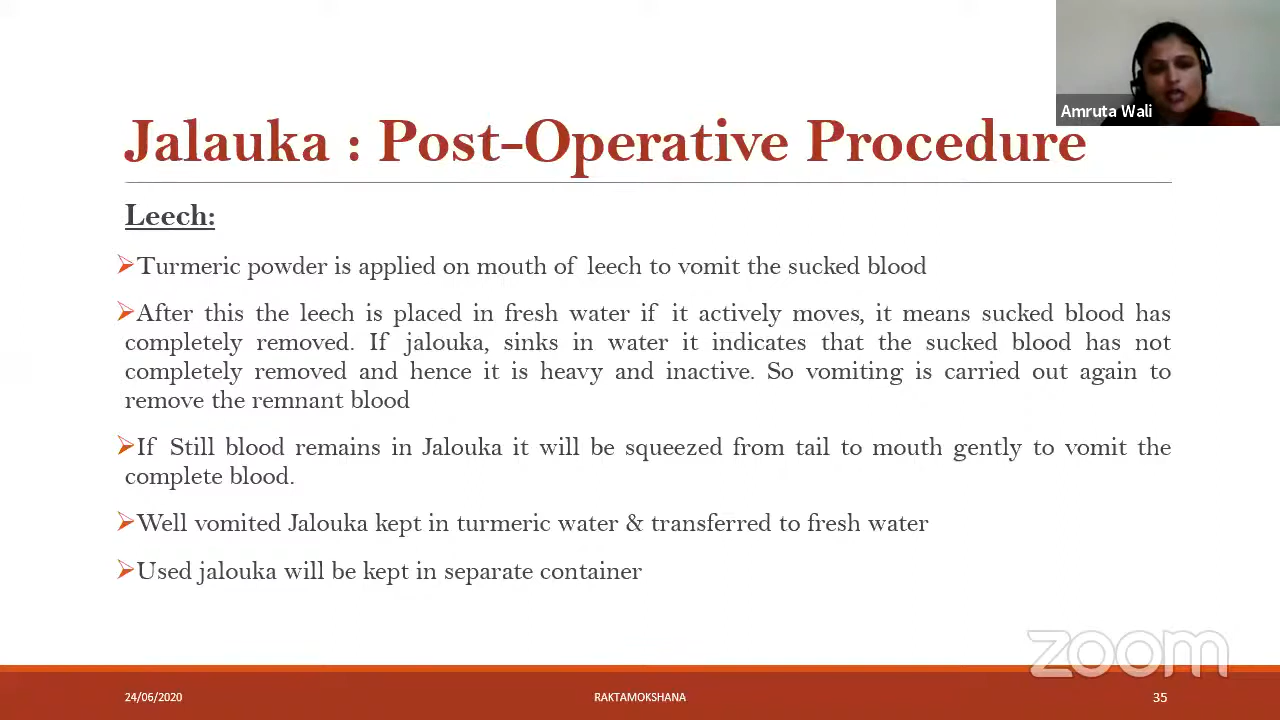 Amruta Wali
Jalauka : Post-Operative Procedure
Leech:
Turmeric powder is applied on mouth of leech to vomit the sucked blood
After this the leech is placed in fresh water if it actively moves, it means sucked blood has
completely removed. If jalouka, sinks in water it indicates that the sucked blood has not
completely removed and hence it is heavy and inactive. So vomiting is carried out again to
remove the remnant blood
If Still blood remains in Jalouka it will be squeezed from tail to mouth gently to vomit the
complete blood.
Well vomited Jalouka kept in turmeric water & transferred to fresh water
Used jalouka will be kept in separate container
zoom
24/06/2020
RAKTAMOKSHANA
35